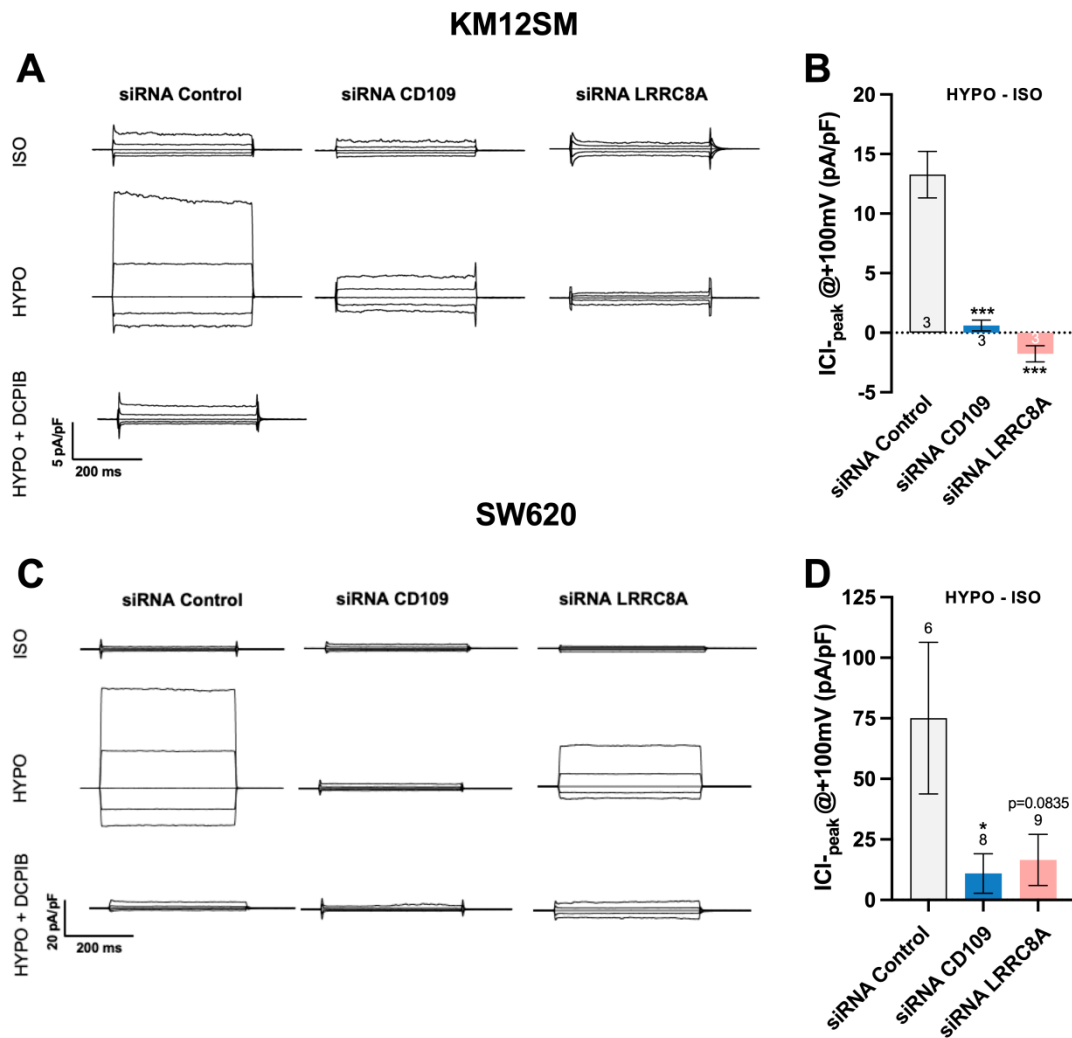 KM12SM
A
siRNA Control
siRNA CD109
siRNA LRRC8A
ISO
HYPO
HYPO + DCPIB
5 pA/pF
200 ms
B
HYPO - ISO
ICl-peak @+100mV (pA/pF)
20
15
10
5
0
-5
3
***
3
3
***
siRNA Control
siRNA CD109
siRNA LRRC8A
SW620
C
siRNA Control
siRNA CD109
siRNA LRRC8A
ISO
HYPO
HYPO + DCPIB
20 pA/pF
200 ms
D
HYPO - ISO
ICl-peak @+100mV (pA/pF)
125
100
75
50
25
0
6
*
8
p=0.0835
9
siRNA Control
siRNA CD109
siRNA LRRC8A